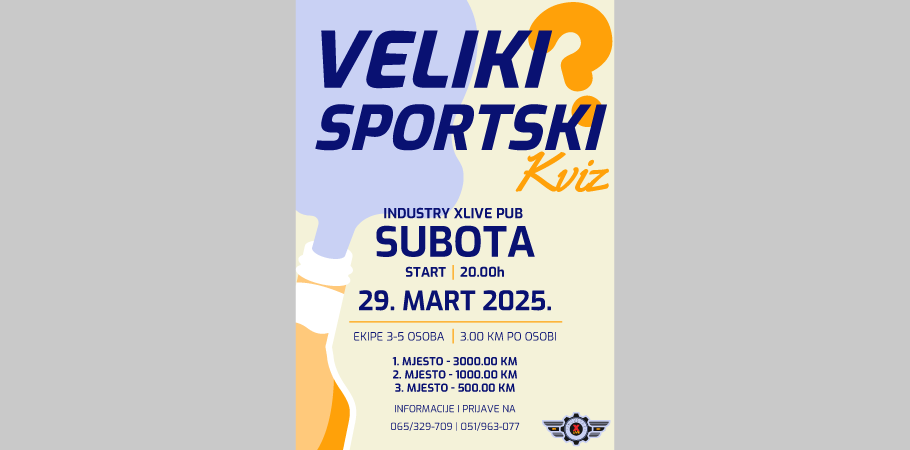 VELIKI
SPORTSKI
Kviz
INDUSTRY XLIVE PUB
SUBOTA
START | 20.00h
29. MART 2025.
EKIPE 3-5 OSOBA | 3.00 KM PO OSOBI
1. MJESTO - 3000.00 KM
2. MJESTO - 1000.00 KM
3. MJESTO - 500.00 KM
INFORMACIJE I PRIJAVE NA
065/329-709 | 051/963-077